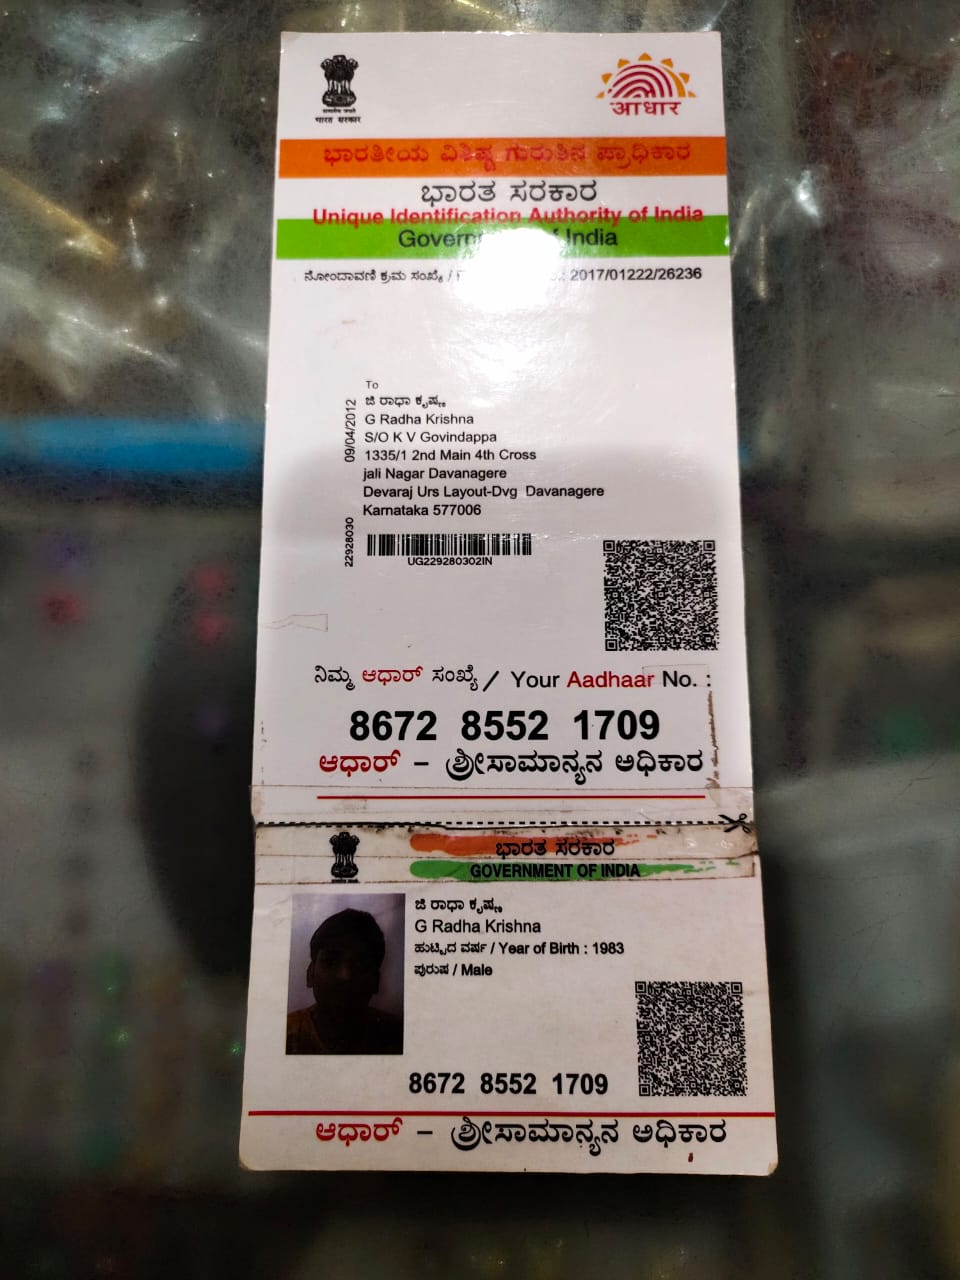 भारत सरकार
आधार
ಭಾರತೀಯ ವಿಶಿಷ್ಟ ಗುರುತಿನ ಪ್ರಾಧಿಕಾರ
ಭಾರತ ಸರಕಾರ
Unique Identification Authority of India
India
ನೋಂದಾವಣಿ ಕ್ರಮ ಸಂಖ್ಯೆ / 2017/01222/26236
09/04/2012
To
ಜಿ ರಾಧಾ ಕೃಷ್ಣ
G Radha Krishna
S/O K V Govindappa
1335/1 2nd Main 4th Cross
jali Nagar Davanagere
Devaraj Urs Layout-Dvg Davanagere
Karnataka 577006
22928030
UG229280302IN
ನಿಮ್ಮ ಆಧಾರ್ ಸಂಖ್ಯೆ / Your Aadhaar No. :
8672 8552 1709
ಆಧಾರ್ – ಶ್ರೀಸಾಮಾನ್ಯನ ಅಧಿಕಾರ
ಭಾರತ ಸರಕಾರ
GOVERNMENT OF INDIA
ಜಿ ರಾಧಾ ಕೃಷ್ಣ
G Radha Krishna
ಹುಟ್ಟಿದ ವರ್ಷ / Year of Birth : 1983
ಪುರುಷ / Male
8672 8552 1709
ಆಧಾರ್ – ಶ್ರೀಸಾಮಾನ್ಯನ ಅಧಿಕಾರ